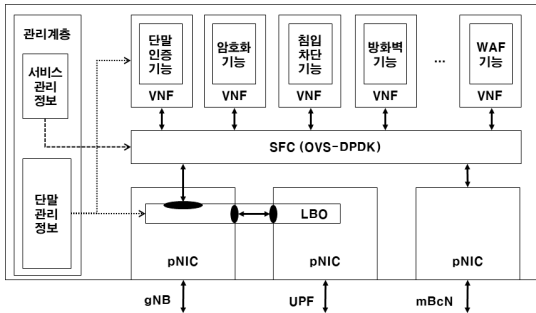 관리계층
서비스
관리
정보
단말
관리
정보
단말
인증
기능
VNF
암호화
기능
VNF
침입
차단
기능
VNF
방화벽
기능
VNF
...
WAF
기능
VNF
SFC (OVS-DPDK)
LBO
pNIC
pNIC
pNIC
gNB
UPF
mBcN